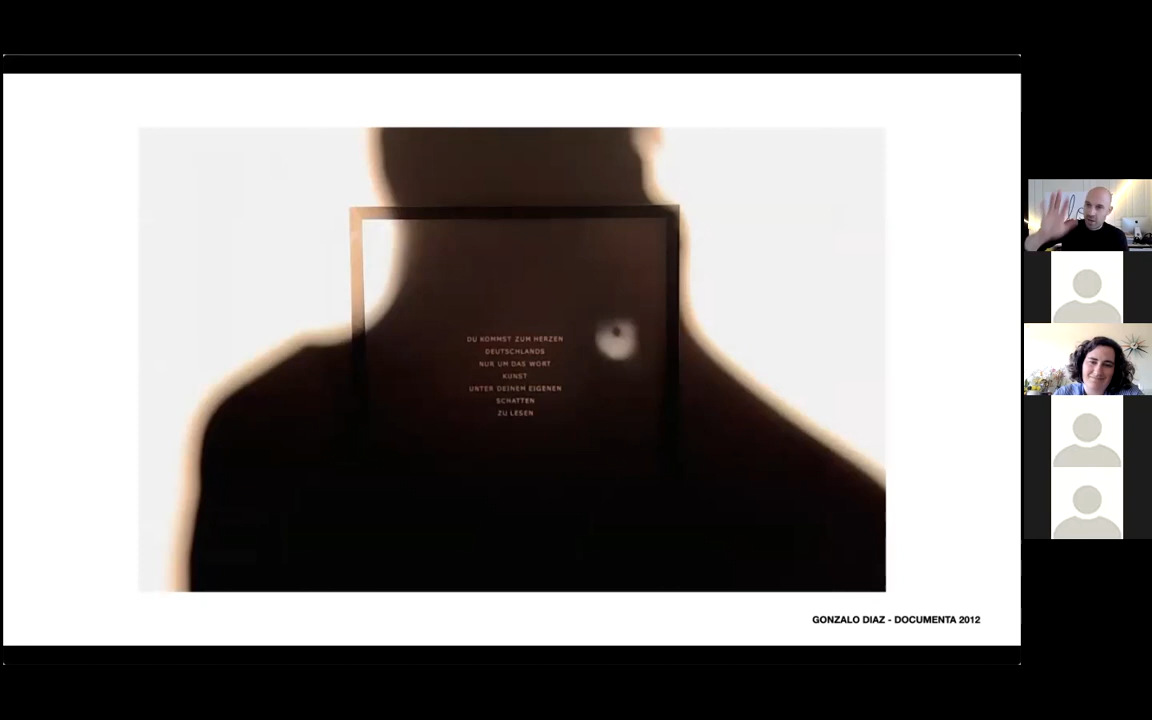 DU KOMMST ZUM HERZEN
DEUTSCHLANDS
NUR UM DAS WORT
KUNST
UNTER DEINEM EIGENEN
SCHATTEN
ZU LESEN
GONZALO DIAZ - DOCUMENTA 2012